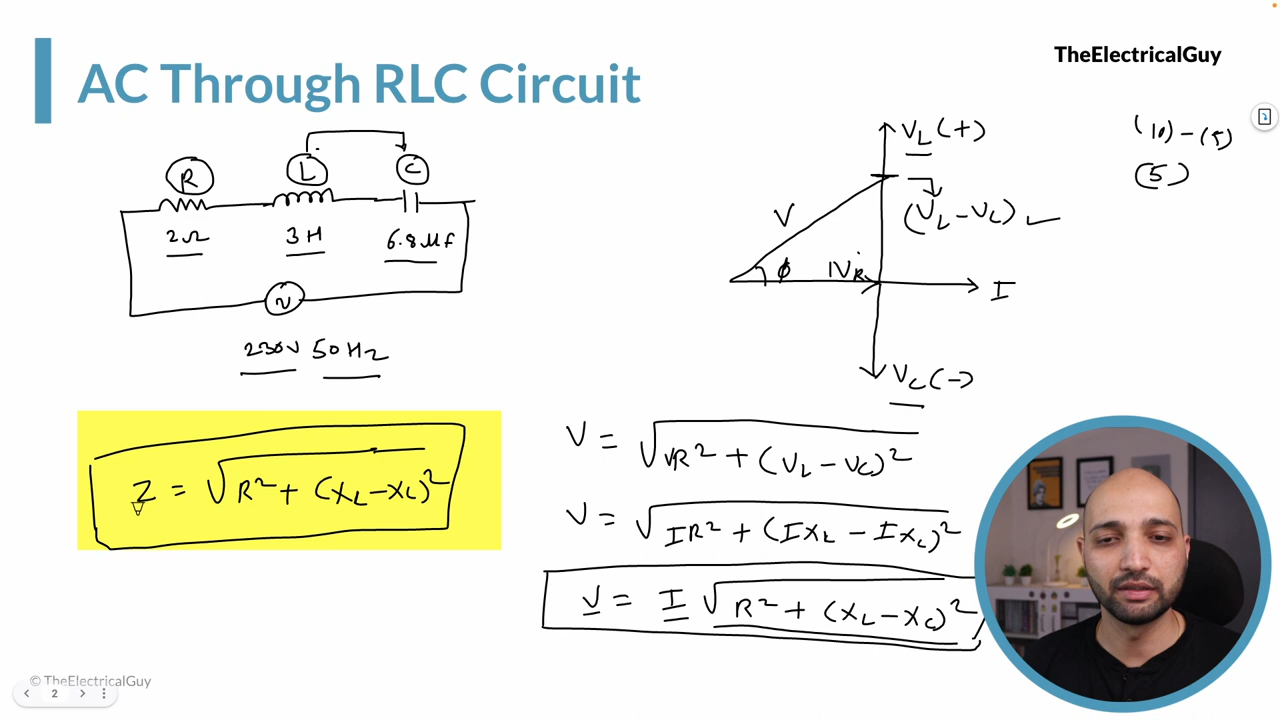 AC Through RLC Circuit
TheElectricalGuy
R L C
2Ω 3H 6.8μf
~
230V 50Hz
VL(+)
(VL-VC)
V
ϕ
VR
I
VC(-)
(10)-(5)
(5)
Z = √R²+(XL-XC)²
V = √VR²+(VL-VC)²
V = √IR²+(IXL-IXC)²
V = I √R²+(XL-XC)²
© TheElectricalGuy
2